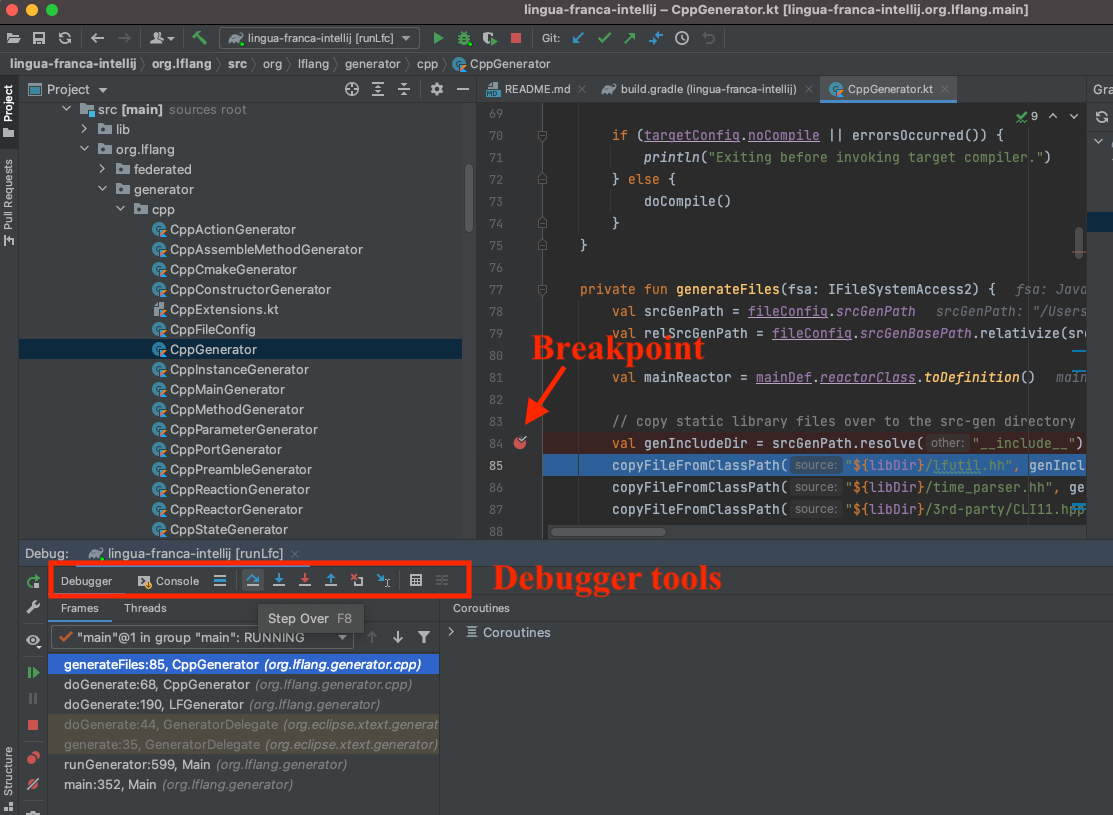 lingua-franca-intellij – CppGenerator.kt [lingua-franca-intellij.org.lflang.main]
lingua-franca-intellij [runLfc]
Git:
lingua-franca-intellij org.lflang src org lflang generator cpp CppGenerator
Project
Project
Pull Requests
Structure
src [main] sources root
lib
org.lflang
federated
generator
cpp
CppActionGenerator
CppAssembleMethodGenerator
CppCmakeGenerator
CppConstructorGenerator
CppExtensions.kt
CppFileConfig
CppGenerator
CppInstanceGenerator
CppMainGenerator
CppMethodGenerator
CppParameterGenerator
CppPortGenerator
CppPreambleGenerator
CppReactionGenerator
CppReactorGenerator
CppStateGenerator
README.md build.gradle (lingua-franca-intellij) CppGenerator.kt
Gra
9
69
70 if (targetConfig.noCompile || errorsOccurred()) {
71 println("Exiting before invoking target compiler.")
72 } else {
73 doCompile()
74 }
75 }
76
77 private fun generateFiles(fsa: IFileSystemAccess2) { fsa: Java
78 val srcGenPath = fileConfig.srcGenPath srcGenPath: "/Users
79 val relSrcGenPath = fileConfig.srcGenBasePath.relativize(src
80
81 val mainReactor = mainDef.reactorClass.toDefinition() main
82
83 // copy static library files over to the src-gen directory
84 val genIncludeDir = srcGenPath.resolve( other: "__include__")
85 copyFileFromClassPath( source: "${libDir}/lfutil.hh", genIncl
86 copyFileFromClassPath( source: "${libDir}/time_parser.hh", ge
87 copyFileFromClassPath( source: "${libDir}/3rd-party/CLI11.hpp
88
Breakpoint
Debug: lingua-franca-intellij [runLfc]
Debugger Console
Debugger tools
Frames Threads
Step Over F8
"main"@1 in group "main": RUNNING
generateFiles:85, CppGenerator (org.lflang.generator.cpp)
doGenerate:68, CppGenerator (org.lflang.generator.cpp)
doGenerate:190, LFGenerator (org.lflang.generator)
doGenerate:44, GeneratorDelegate (org.eclipse.xtext.generat
generate:35, GeneratorDelegate (org.eclipse.xtext.generator)
runGenerator:599, Main (org.lflang.generator)
main:352, Main (org.lflang.generator)
Coroutines
Coroutines